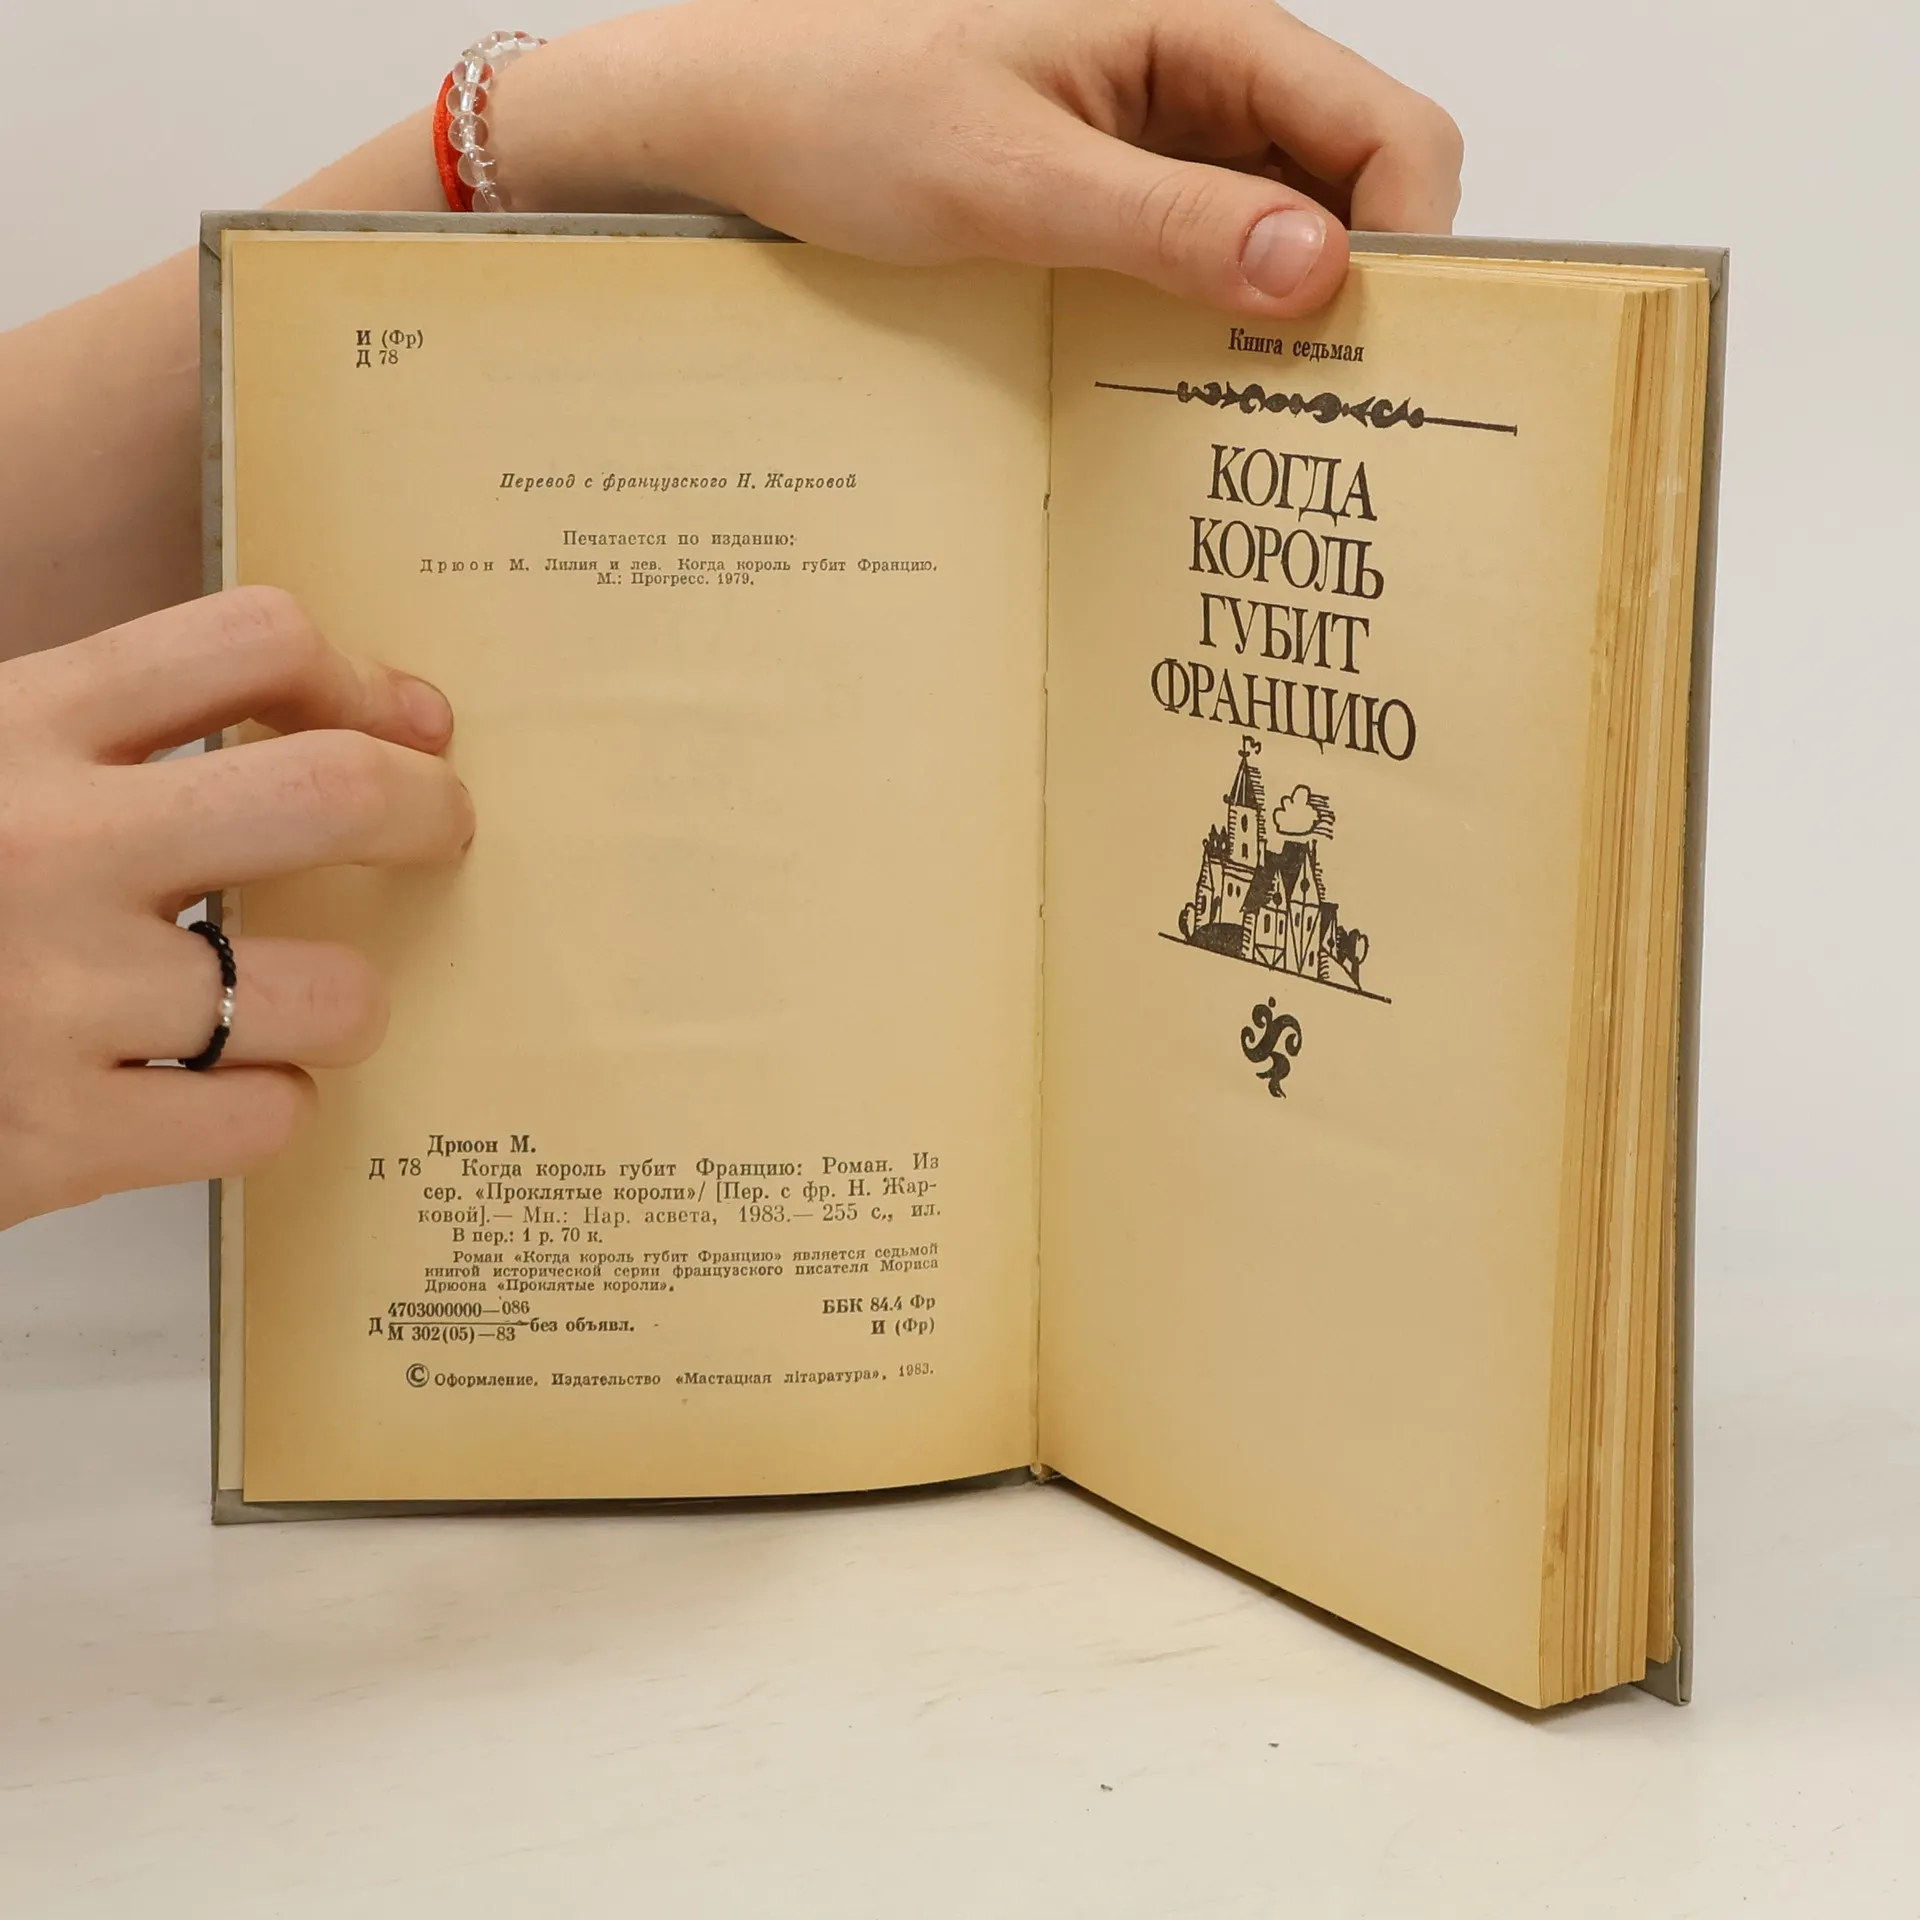 И (Фр)
Д 78
Перевод с французского Н. Жарковой
Печатается по изданию:
Дрюон М. Лилия и лев. Когда король губит Францию.
М.: Прогресс. 1979.
Дрюон М.
Д 78 Когда король губит Францию: Роман. Из
сер. «Проклятые короли»/ [Пер. с фр. Н. Жар-
ковой].— Мн.: Нар. асвета, 1983.— 255 с., ил.
В пер.: 1 р. 70 к.
Роман «Когда король губит Францию» является седьмой
книгой исторической серии французского писателя Мориса
Дрюона «Проклятые короли».
4703000000—086
Д М 302(05)—83 без объявл.
ББК 84.4 Фр
И (Фр)
© Оформление. Издательство «Мастацкая літаратура», 1983.
Книга седьмая
КОГДА
КОРОЛЬ
ГУБИТ
ФРАНЦИЮ